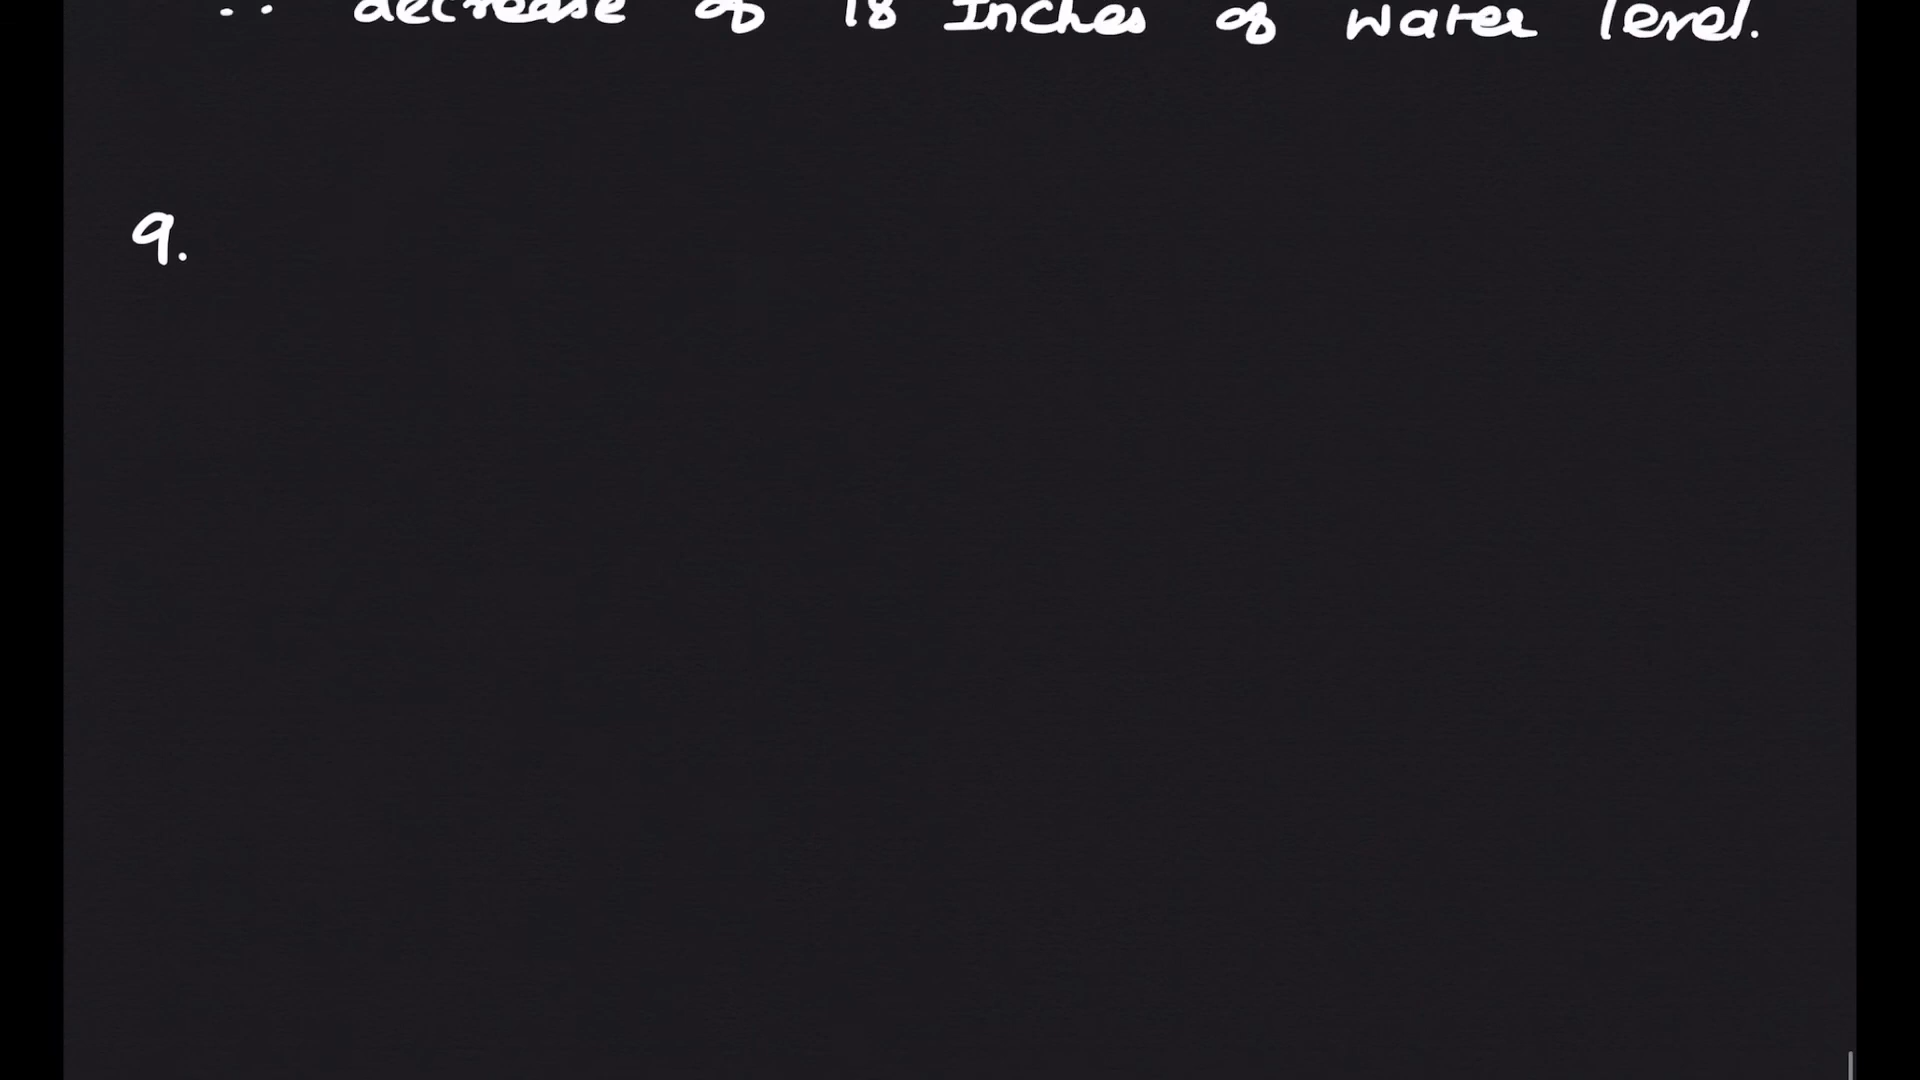 ∴ decrease of 18 Inches of water level.
9.